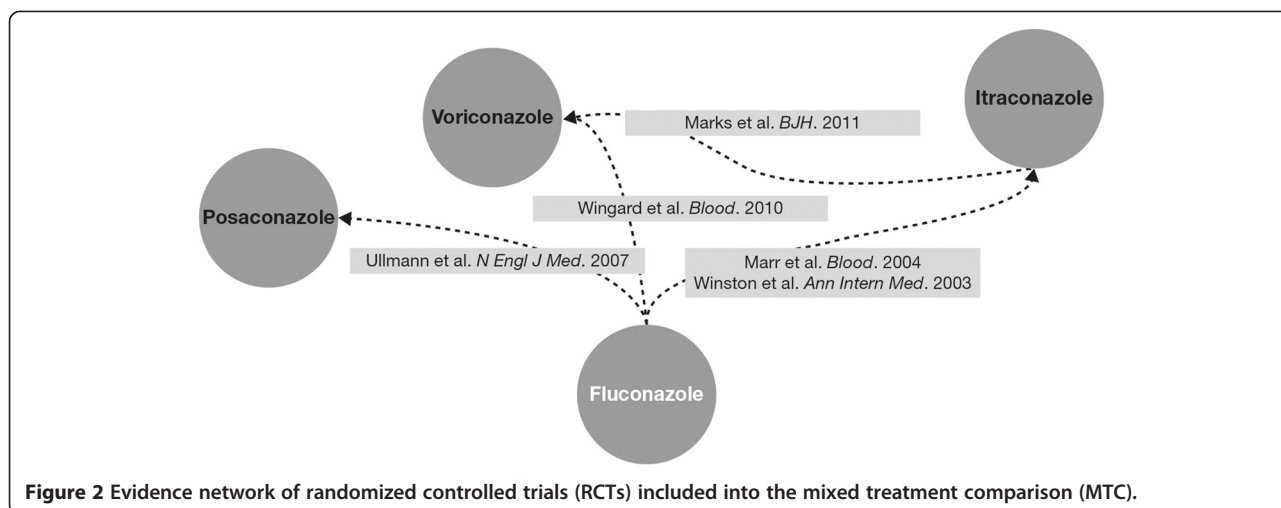 Itraconazole
Voriconazole
Marks et al. BJH. 2011
Posaconazole
Wingard et al. Blood. 2010
Ullmann et al. N Engl J Med. 2007
Marr et al. Blood. 2004
Winston et al. Ann Intern Med. 2003
Fluconazole
Figure 2 Evidence network of randomized controlled trials (RCTs) included into the mixed treatment comparison (MTC).